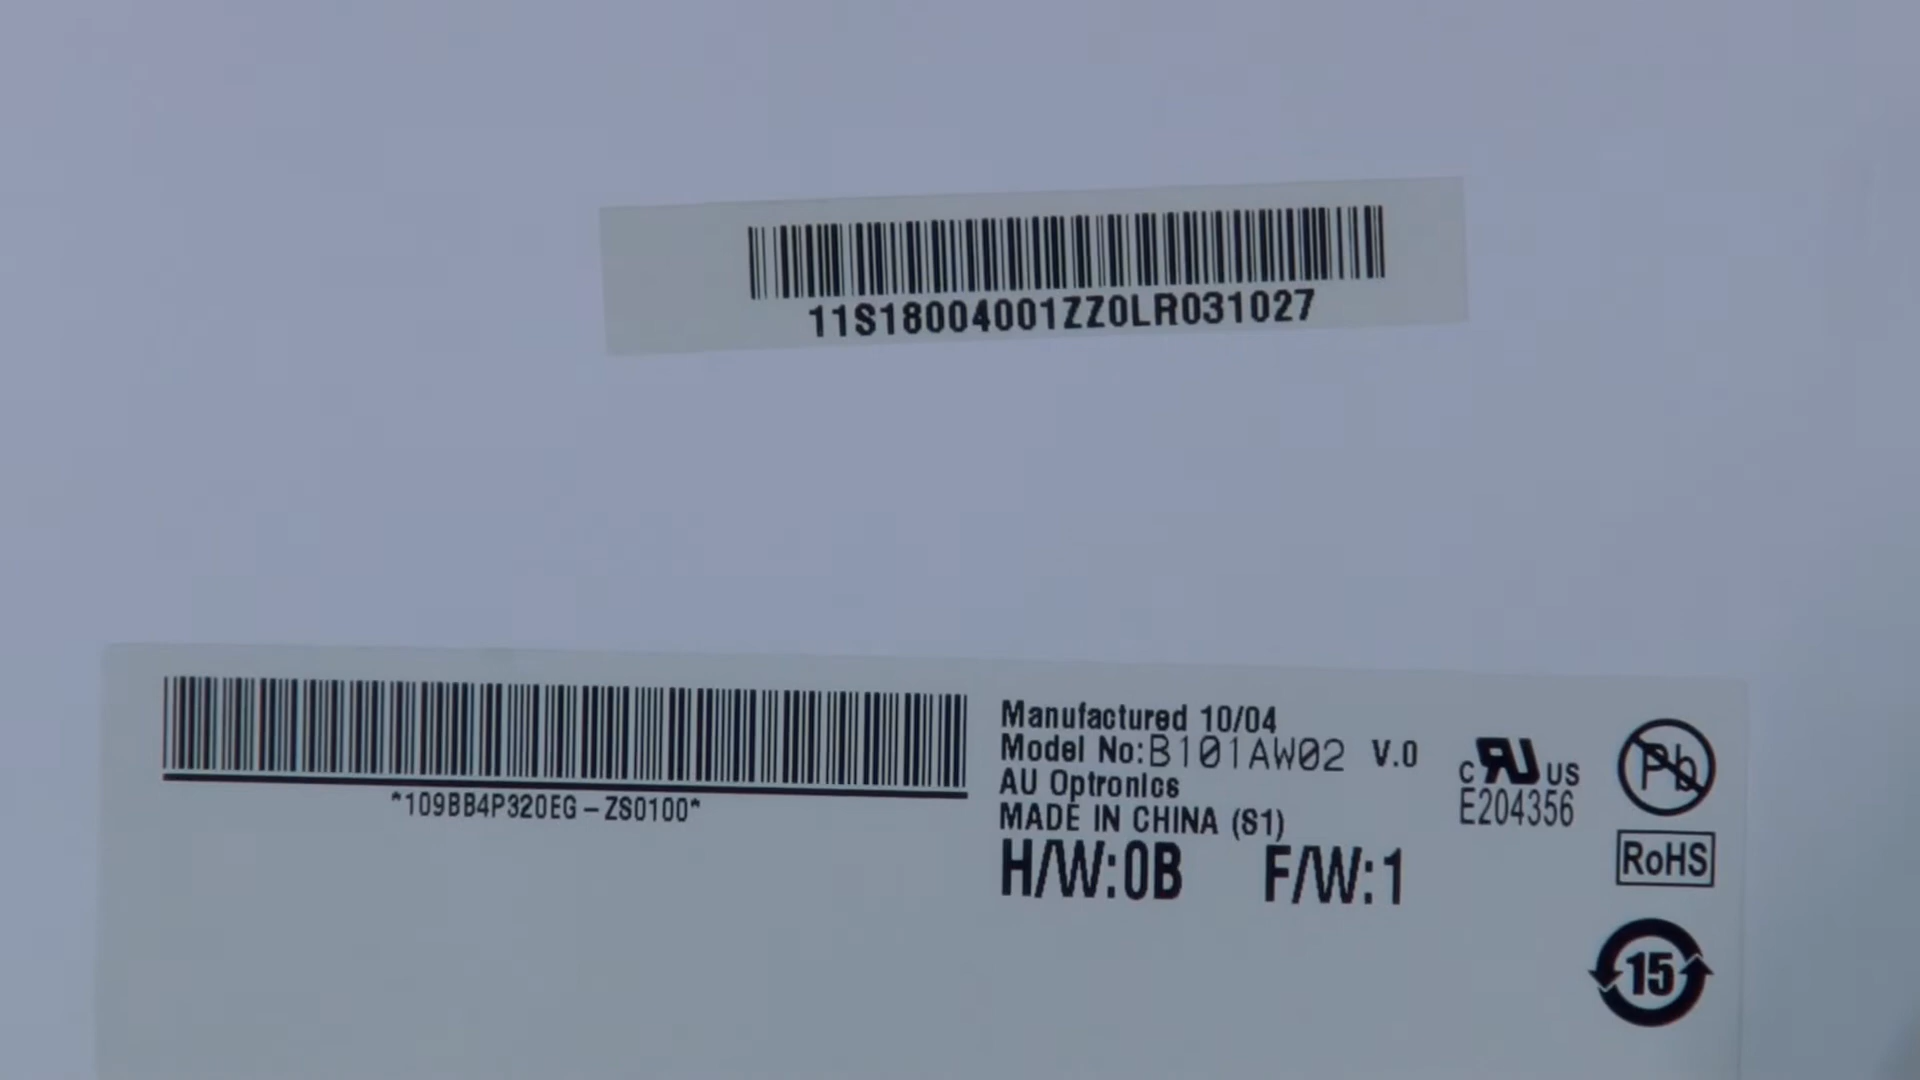 11S18004001ZZ0LR031027
*109BB4P320EG-ZS0100*
Manufactured 10/04
Model No:B101AW02 V.0
AU Optronics
MADE IN CHINA (S1)
H/W:0B F/W:1
c RU US
E204356
Pb
RoHS
15